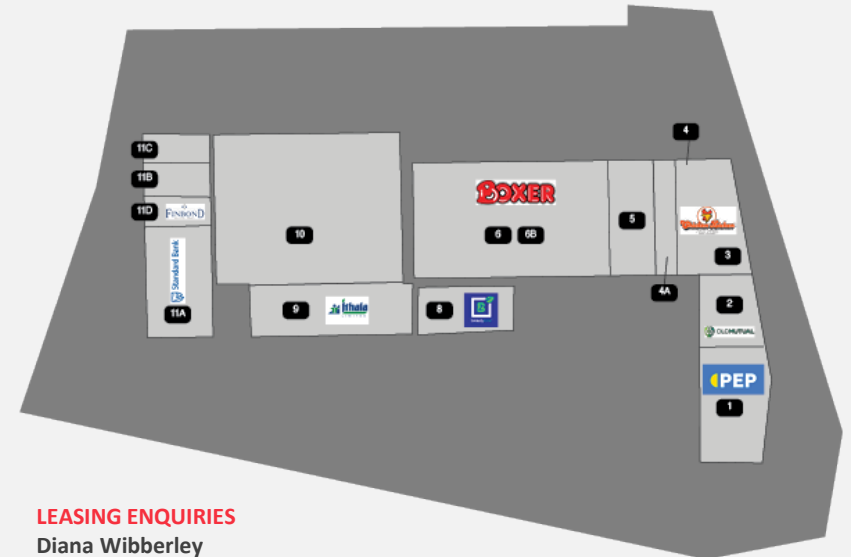 4
11C
BOXER
11B
11D
FINBOND
5
10
6
6B
3
Standard Bank
4A
2
9
Ithala
8
B
11A
OLDMUTUAL
PEP
1
LEASING ENQUIRIES
Diana Wibberley